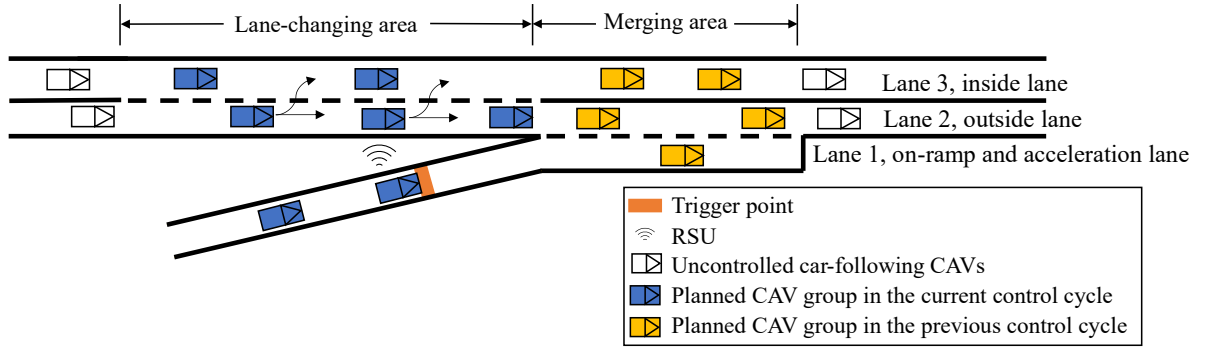 Lane-changing area
Merging area
Lane 3, inside lane
Lane 2, outside lane
Lane 1, on-ramp and acceleration lane
Trigger point
RSU
Uncontrolled car-following CAVs
Planned CAV group in the current control cycle
Planned CAV group in the previous control cycle